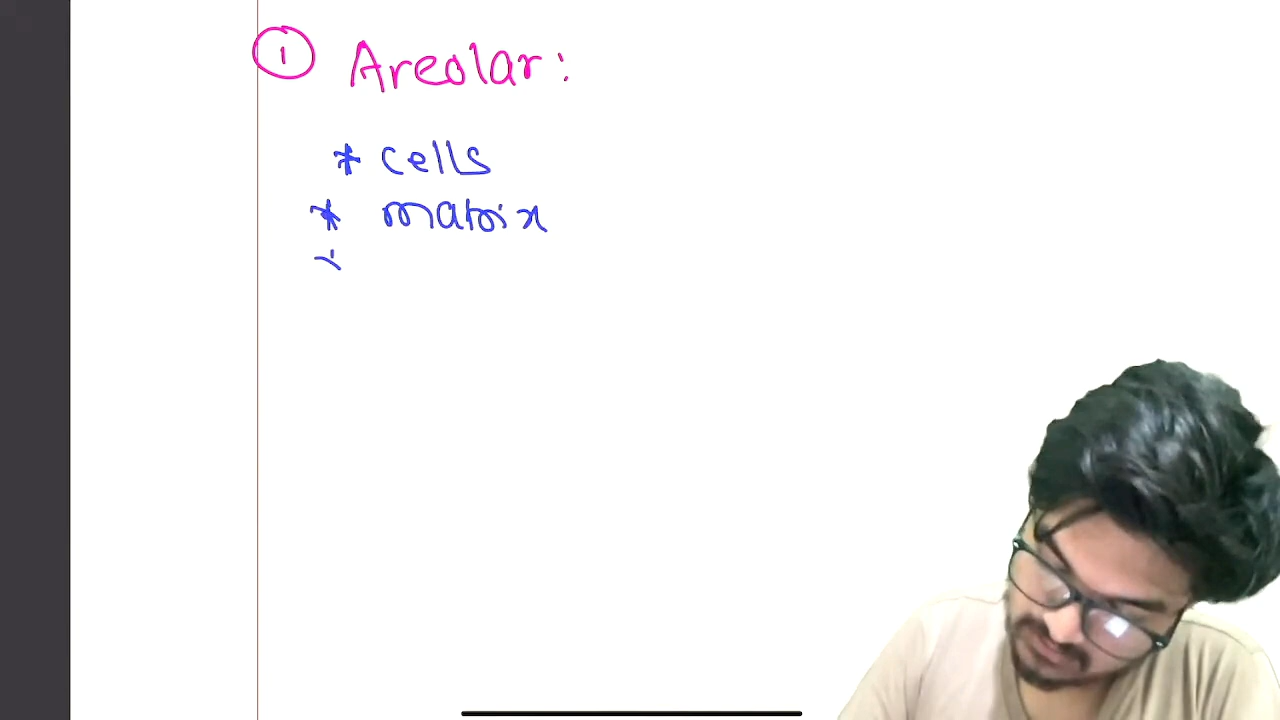 ① Areolar:
* cells
* matrix
*